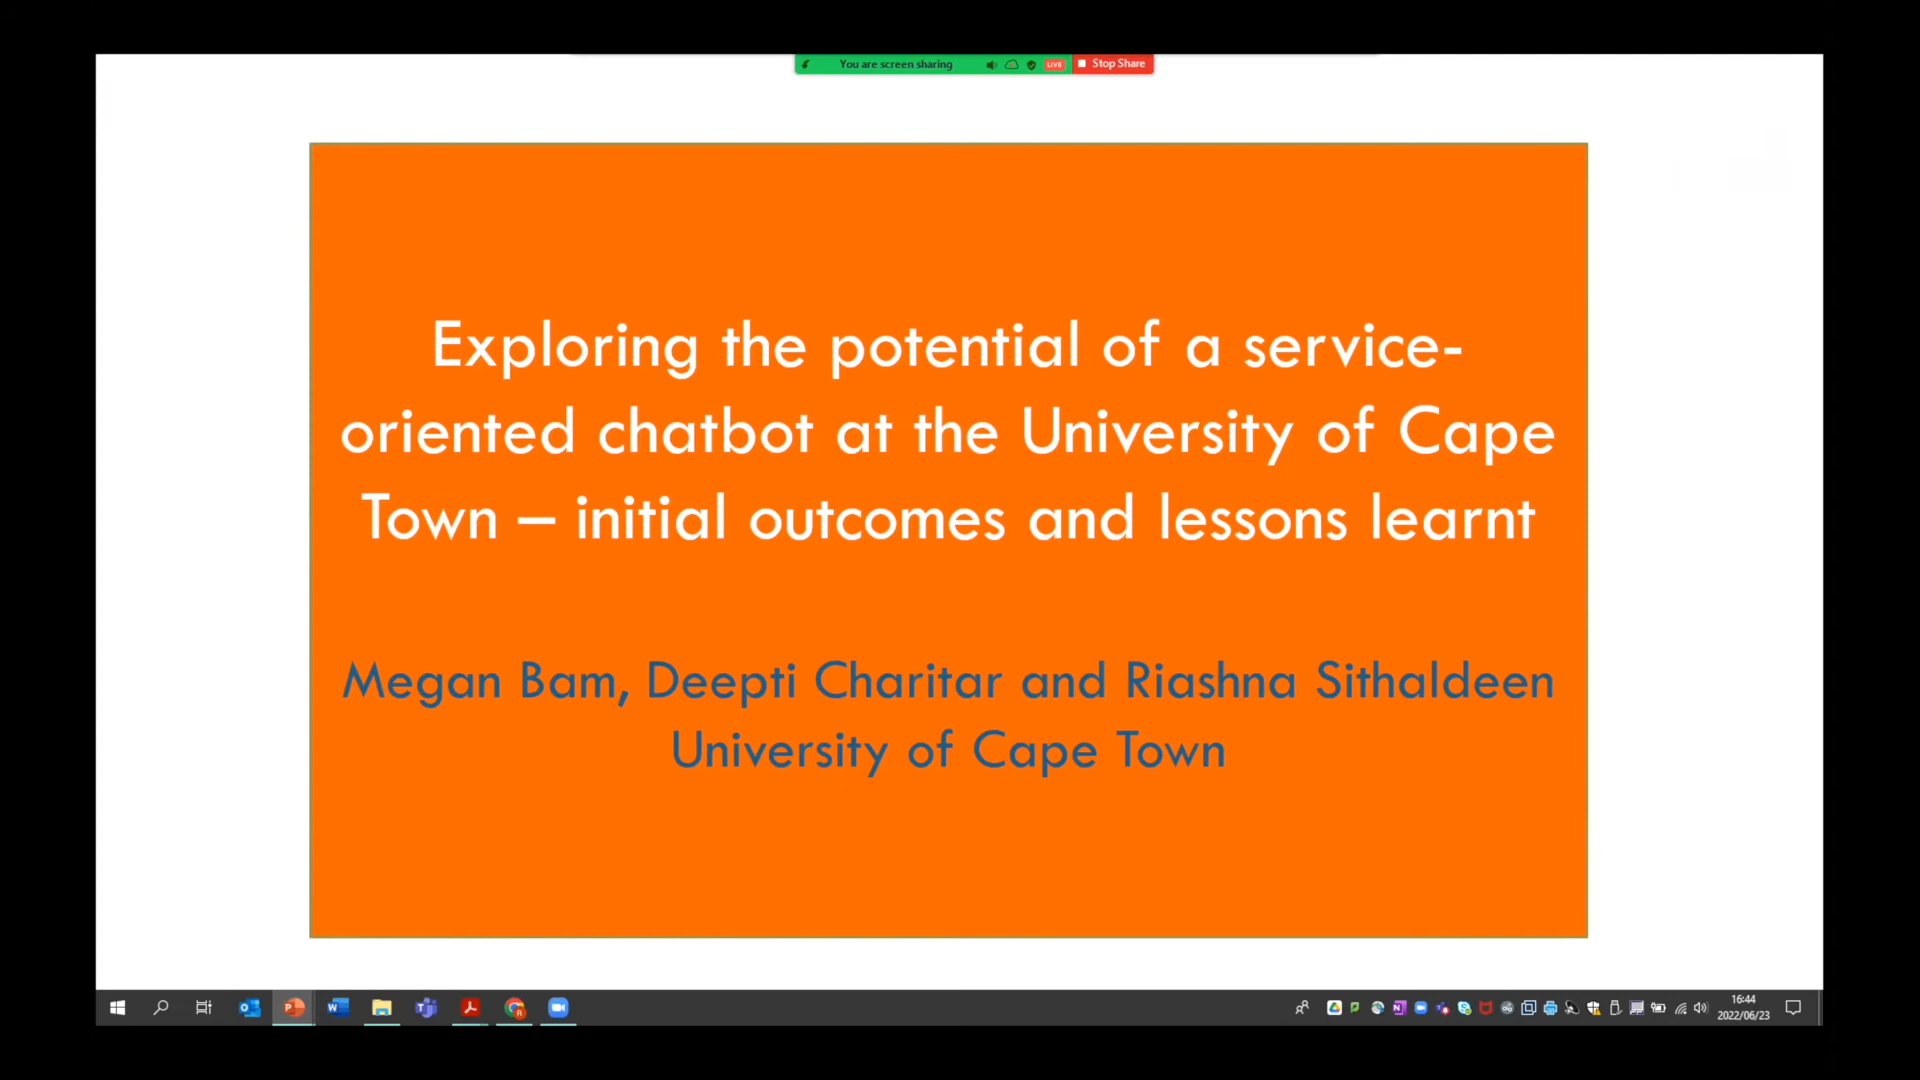 You are screen sharing
LIVE
Stop Share
Exploring the potential of a service-
oriented chatbot at the University of Cape
Town – initial outcomes and lessons learnt
Megan Bam, Deepti Charitar and Riashna Sithaldeen
University of Cape Town
16:44
2022/06/23